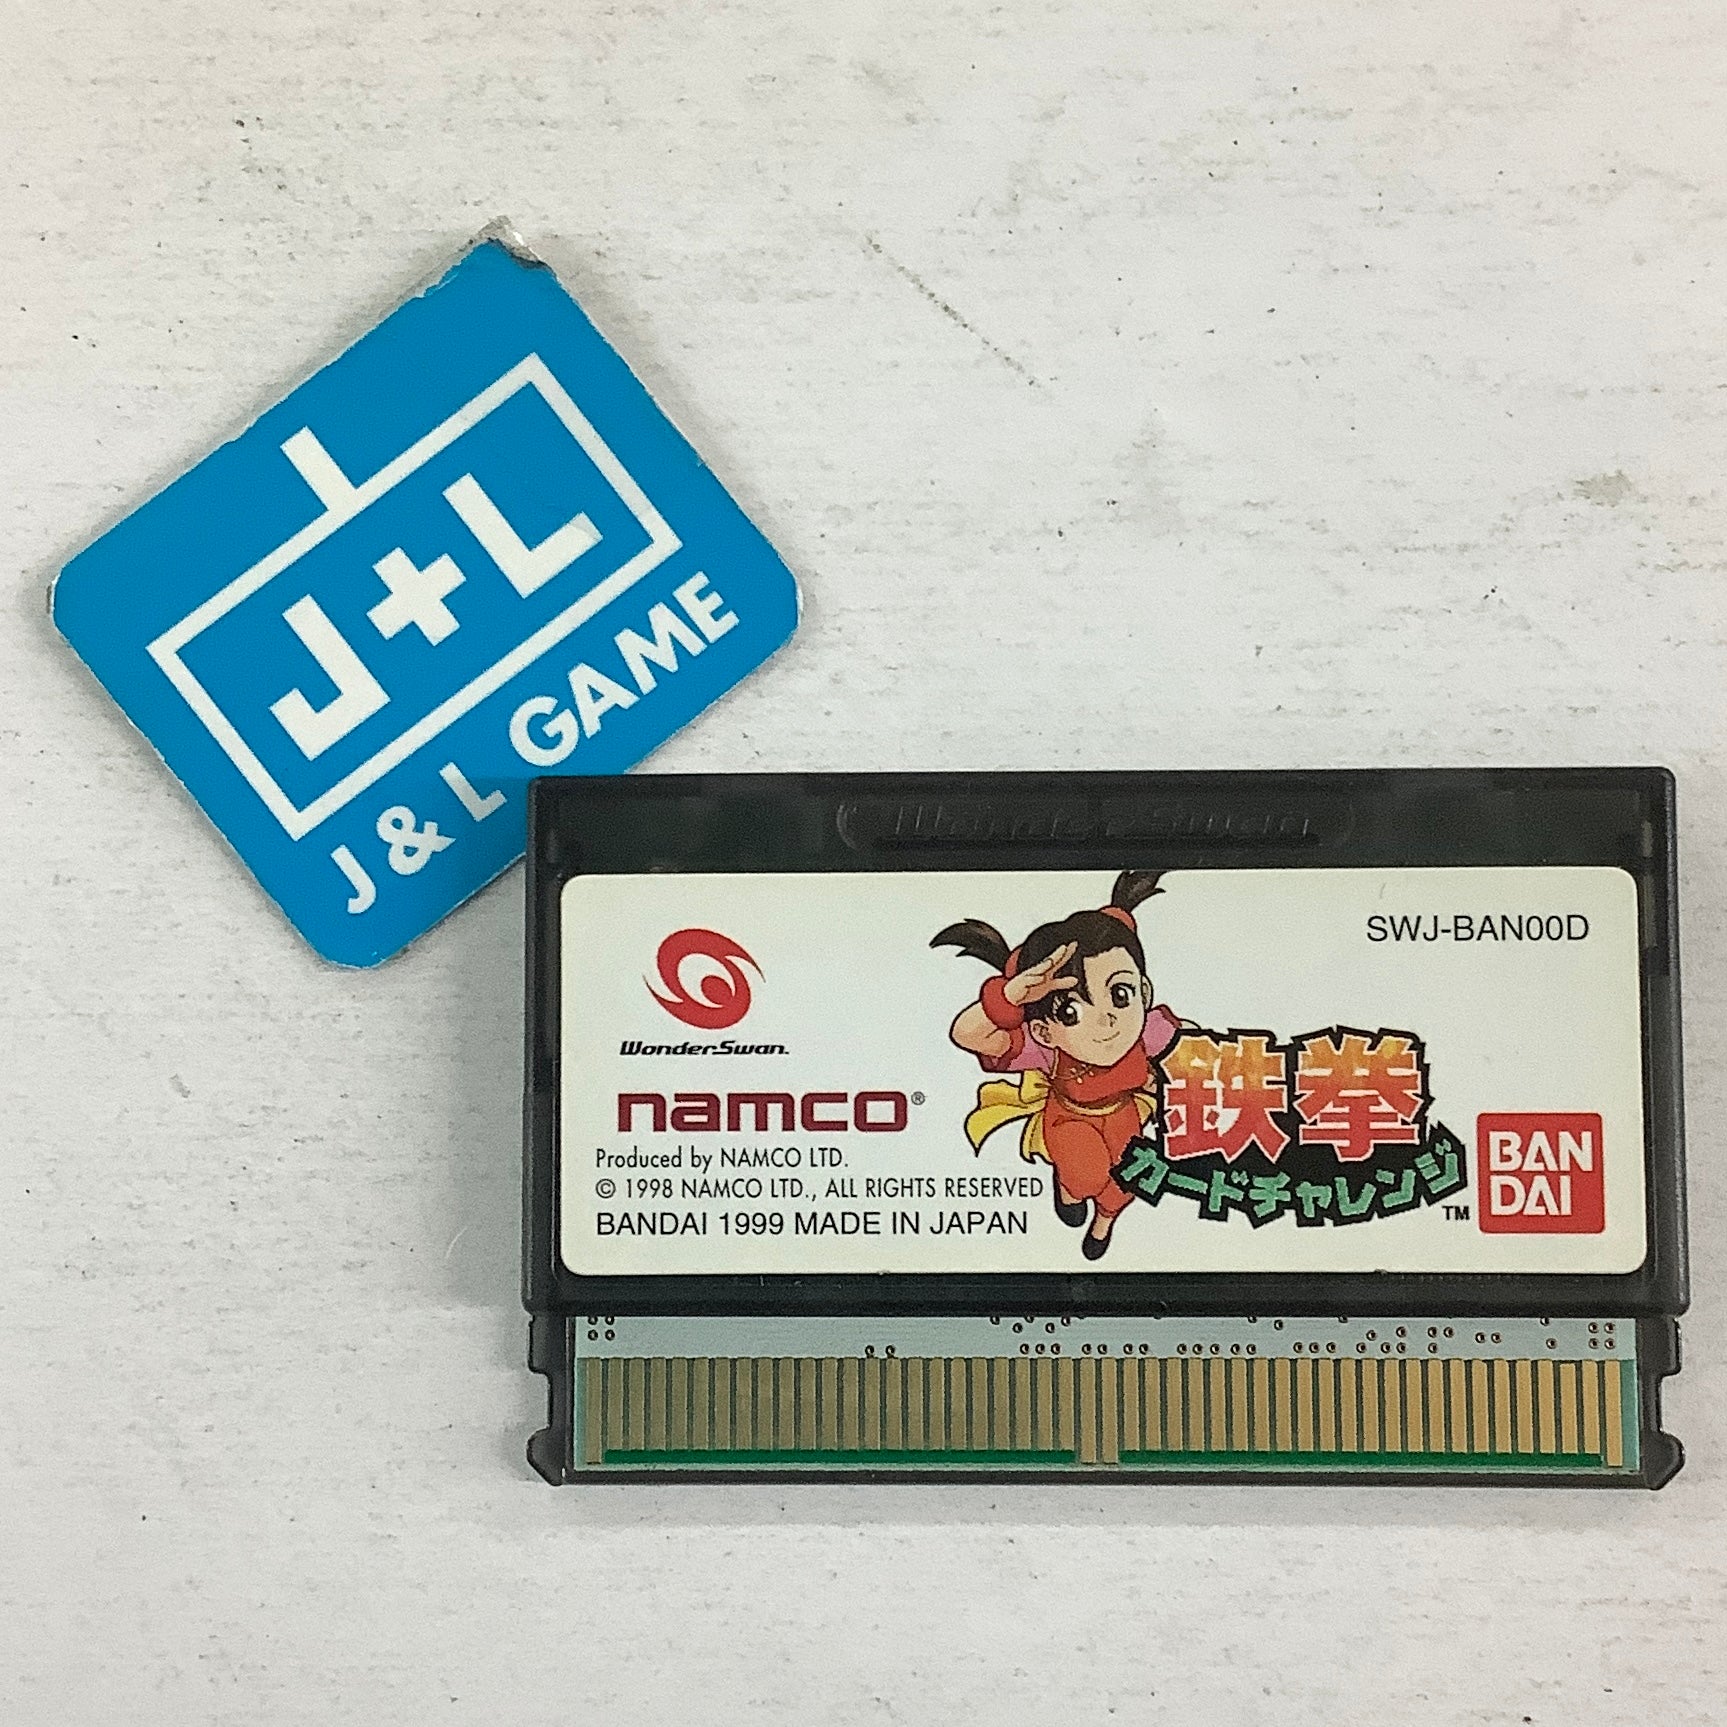 J+L
J & L GAME
WonderSwan
SWJ-BAN00D
WonderSwan.
namco®
Produced by NAMCO LTD.
© 1998 NAMCO LTD., ALL RIGHTS RESERVED
BANDAI 1999 MADE IN JAPAN
鉄拳
カードチャレンジ
TM
BAN
DAI